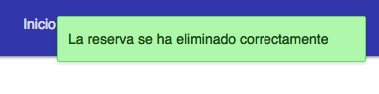 Inicio
La reserva se ha eliminado correctamente